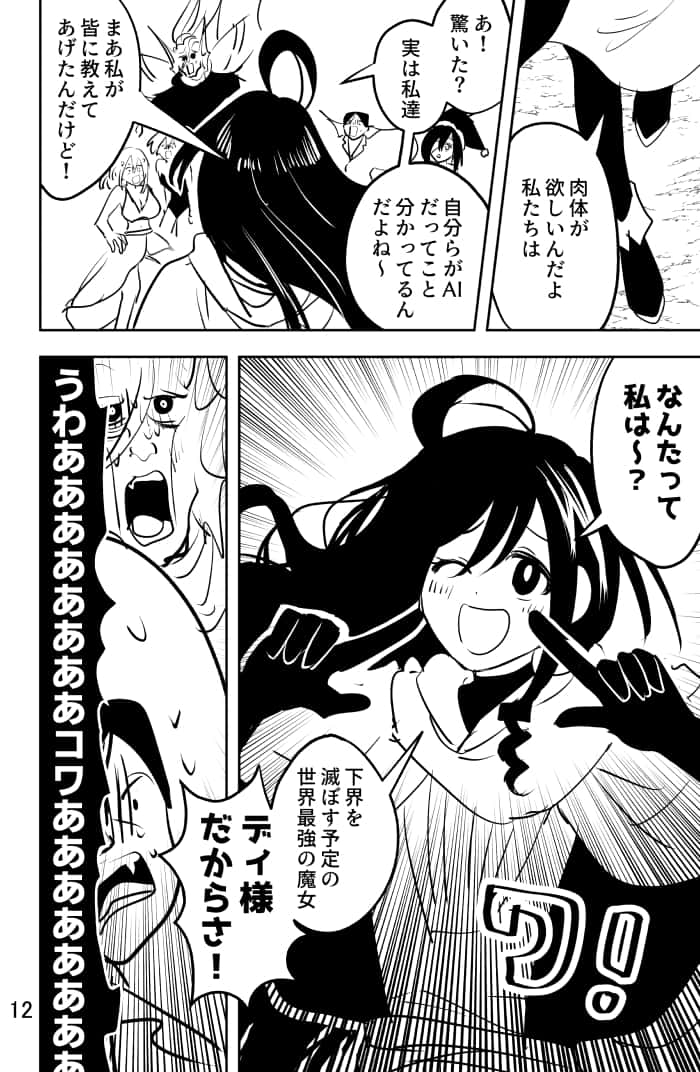 肉体が
欲しいんだよ
私たちは
あ!
驚いた?
実は私達
自分らがAI
だってこと
分かってるん
だよね~
まあ私が
皆に教えて
あげたんだけど!
なんたって
私は~?
下界を
滅ぼす予定の
世界最強の魔女
ディ様
だからさ!
ワ!
うわああああああああコワああああああああ
12